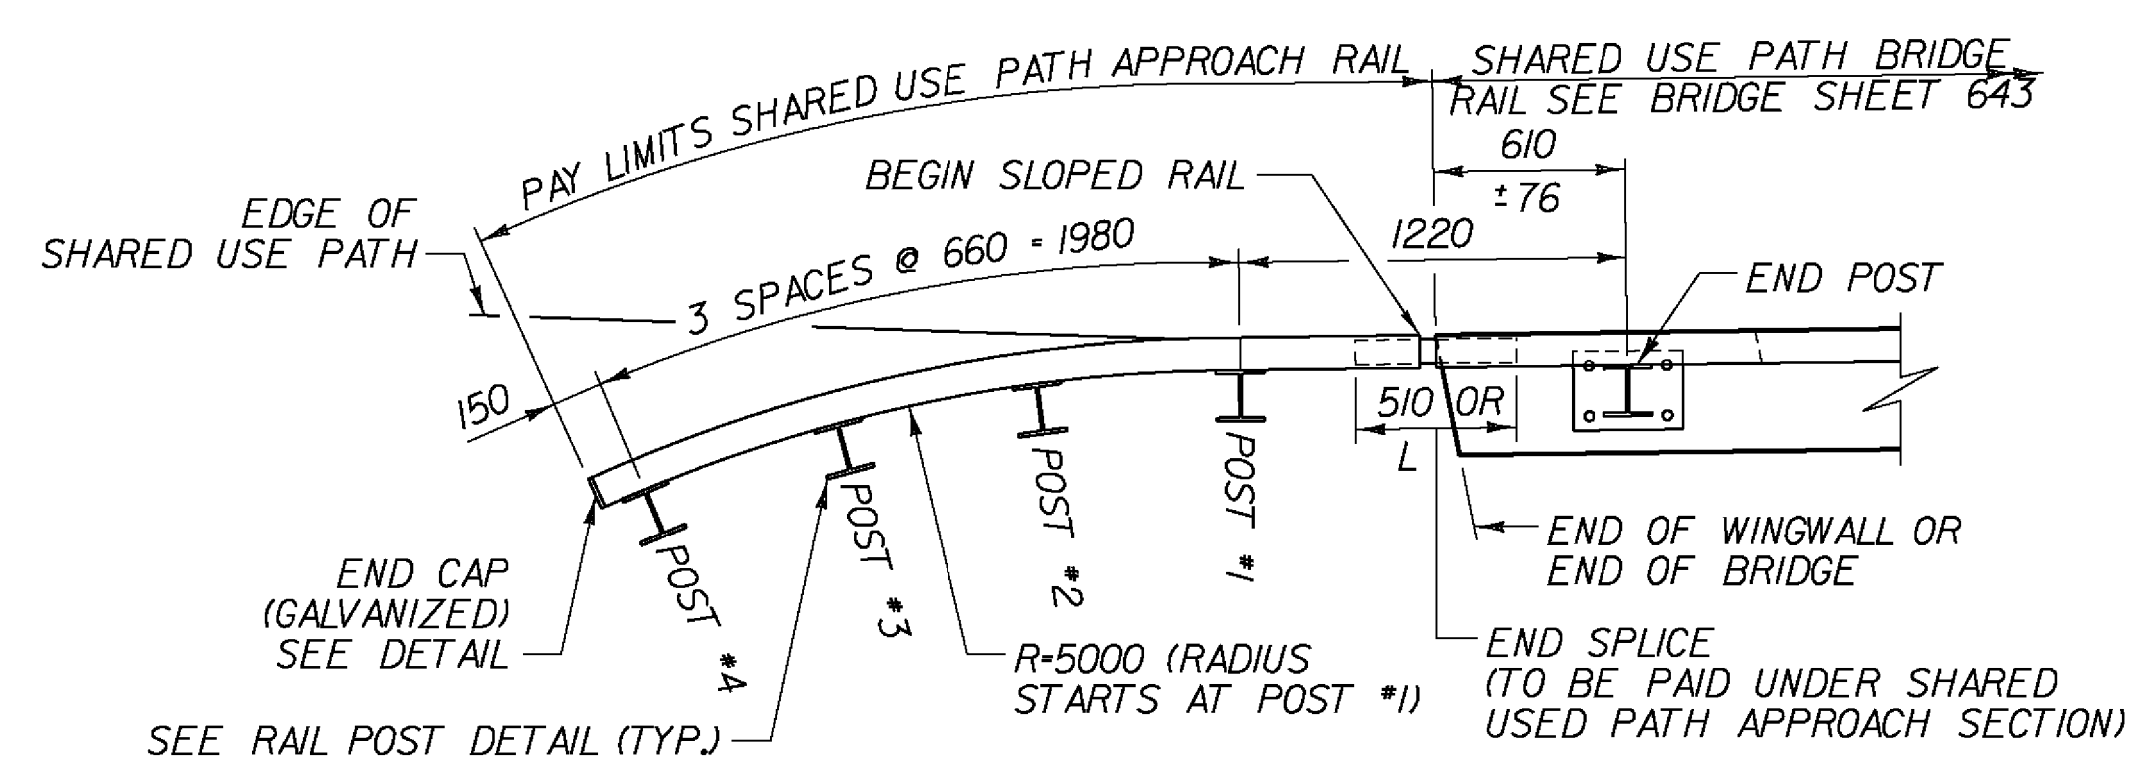 PAY LIMITS SHARED USE PATH APPROACH RAIL
SHARED USE PATH BRIDGE
RAIL SEE BRIDGE SHEET 643
610
±76
BEGIN SLOPED RAIL
EDGE OF
SHARED USE PATH
3 SPACES @ 660 = 1980
1220
END POST
150
510 OR
L
POST #1
POST #2
POST #3
POST #4
END OF WINGWALL OR
END OF BRIDGE
END CAP
(GALVANIZED)
SEE DETAIL
R=5000 (RADIUS
STARTS AT POST #1)
END SPLICE
(TO BE PAID UNDER SHARED
USED PATH APPROACH SECTION)
SEE RAIL POST DETAIL (TYP.)